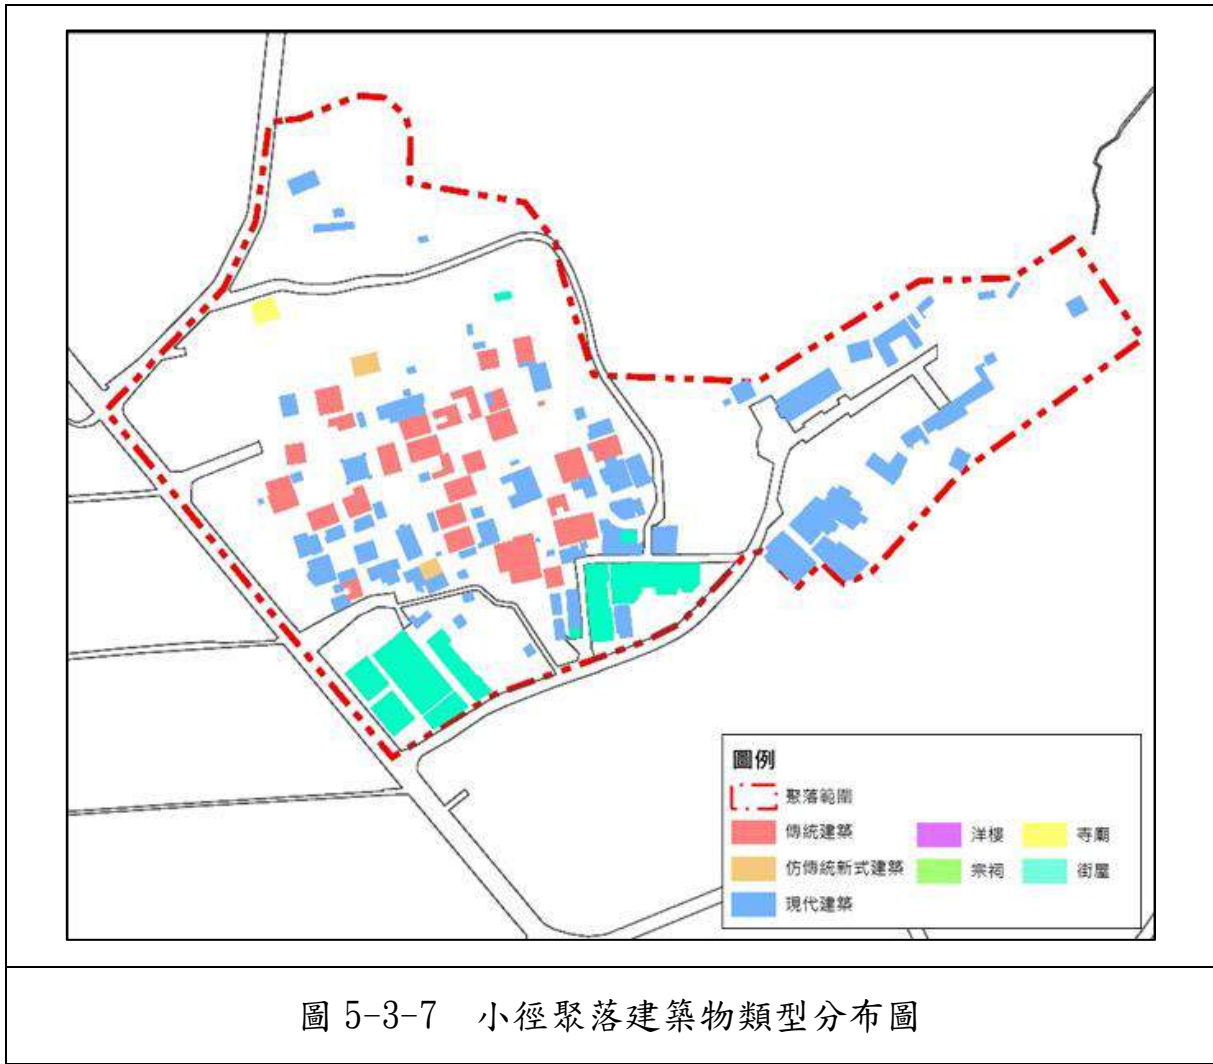 圖例
聚落範圍
傳統建築
洋樓
寺廟
仿傳統新式建築
宗祠
街屋
現代建築
圖 5-3-7 小徑聚落建築物類型分布圖